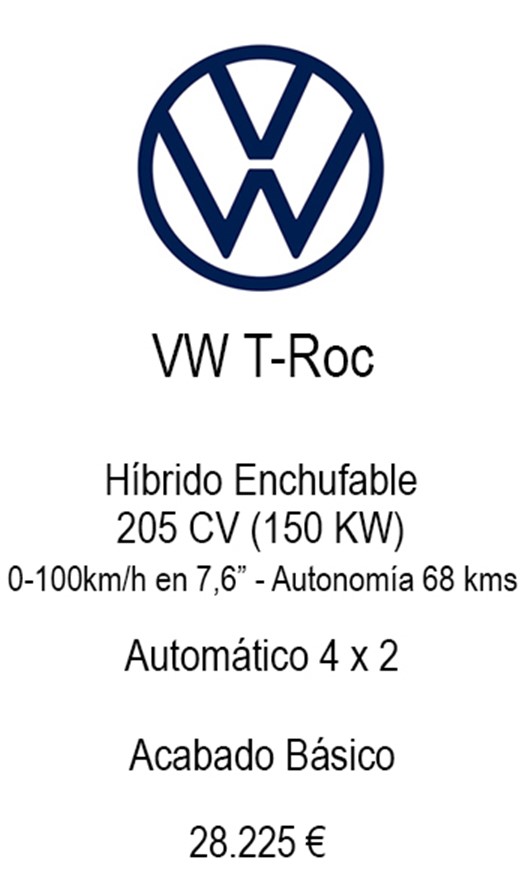 VW T-Roc
Híbrido Enchufable
205 CV (150 KW)
0-100km/h en 7,6” - Autonomía 68 kms
Automático 4 x 2
Acabado Básico
28.225 €